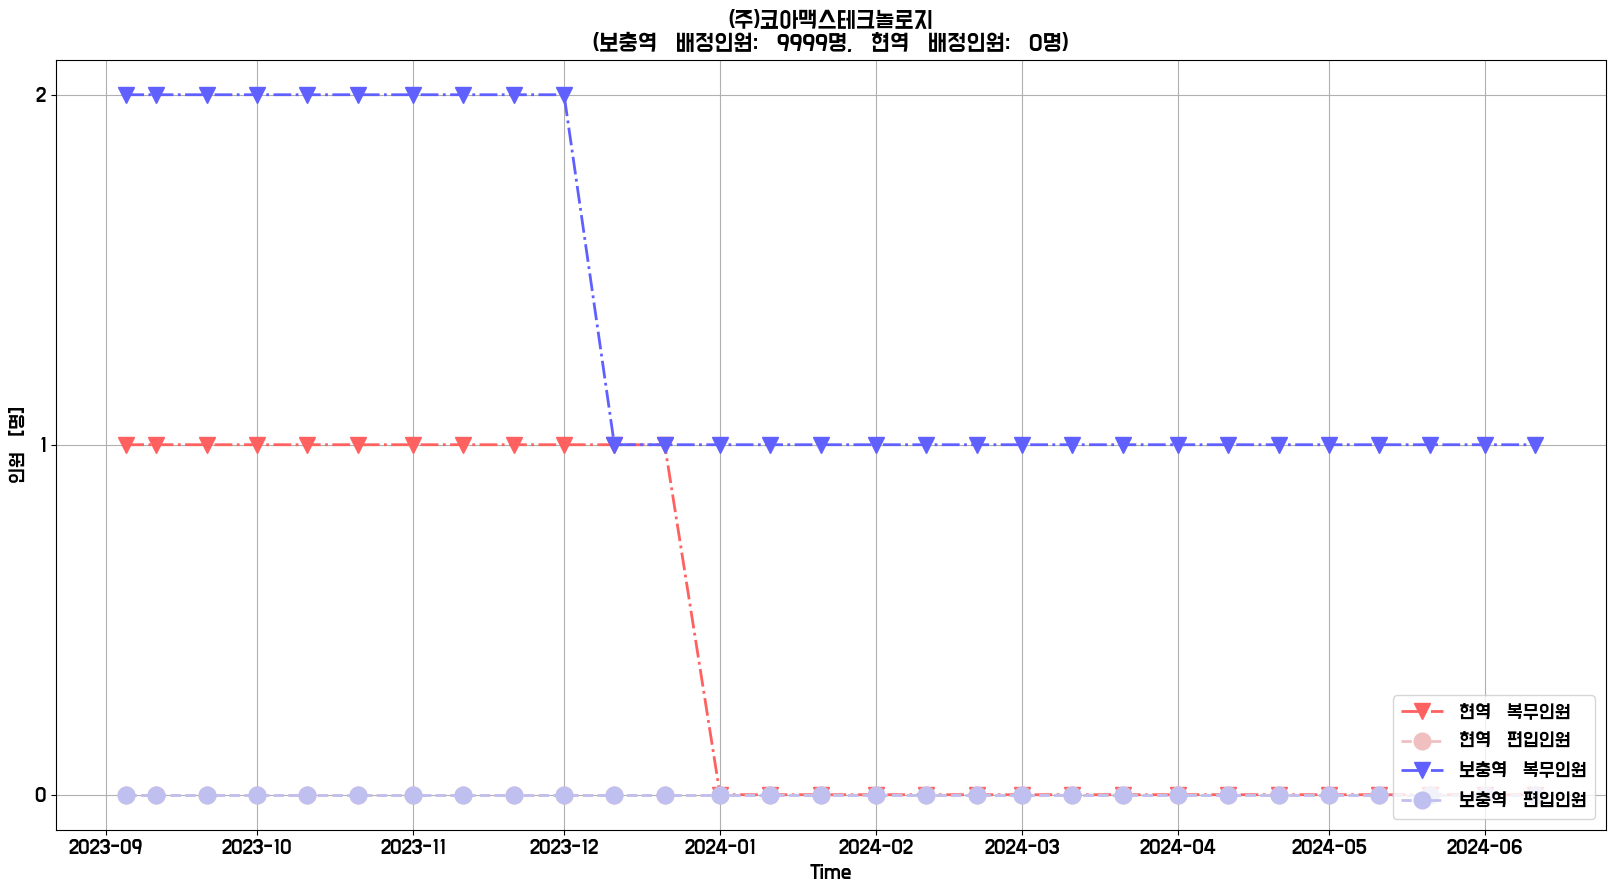 (주)코아맥스테크놀로지
(보충역 배정인원: 9999명, 현역 배정인원: 0명)
인원 [명]
2
1
0
2023-09 2023-10 2023-11 2023-12 2024-01 2024-02 2024-03 2024-04 2024-05 2024-06
Time
현역 복무인원
현역 편입인원
보충역 복무인원
보충역 편입인원